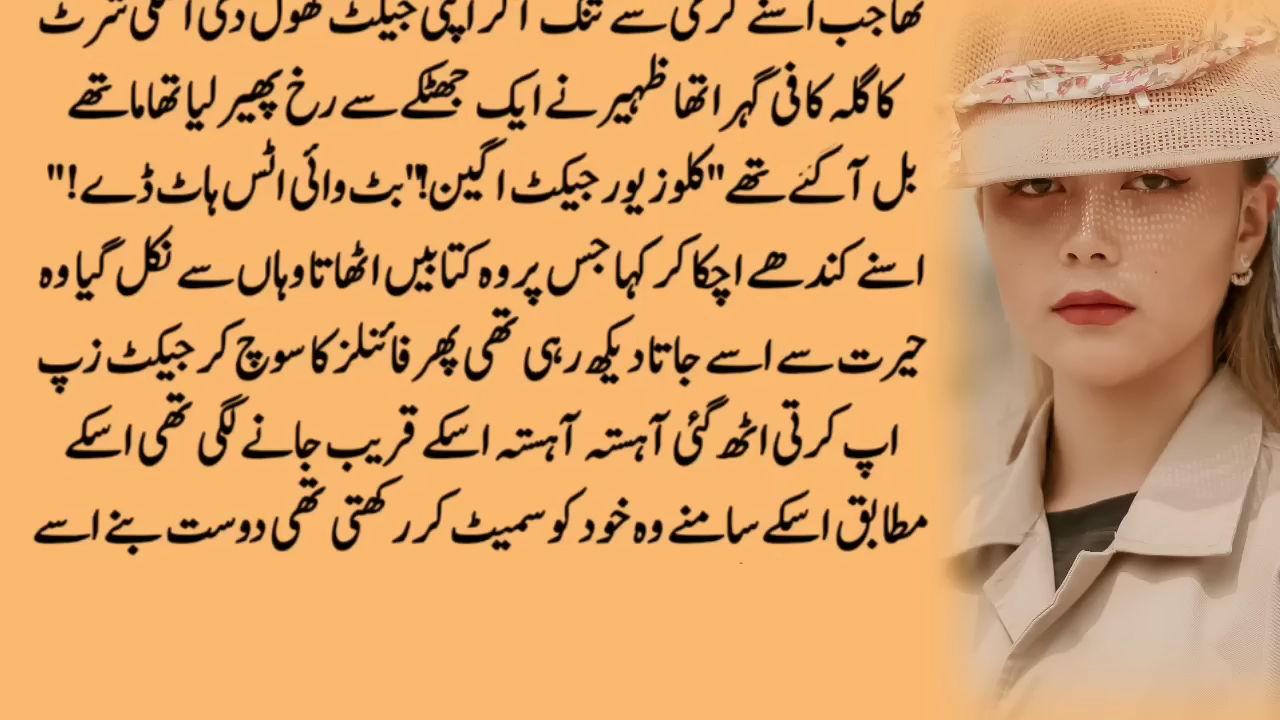 تھا جب اسنے گرمی سے تنگ آکر اپنی جیکٹ کھول دی اسکی شرٹ
کا گلہ کافی گہرا تھا ظہیر نے ایک جھٹکے سے رخ پھیر لیا تھا ماتھے
بل آگئے تھے "کلوز یور جیکٹ اگین!" "بٹ وائی اٹس ہاٹ ڈے!"
اسنے کندھے اچکا کر کہا جس پر وہ کتابیں اٹھاتا وہاں سے نکل گیا وہ
حیرت سے اسے جاتا دیکھ رہی تھی پھر فائنلز کا سوچ کر جیکٹ زپ
اپ کرتی اٹھ گئی آہستہ آہستہ اسکے قریب جانے لگی تھی اسکے
مطابق اسکے سامنے وہ خود کو سمیٹ کر رکھتی تھی دوست بنے اسے